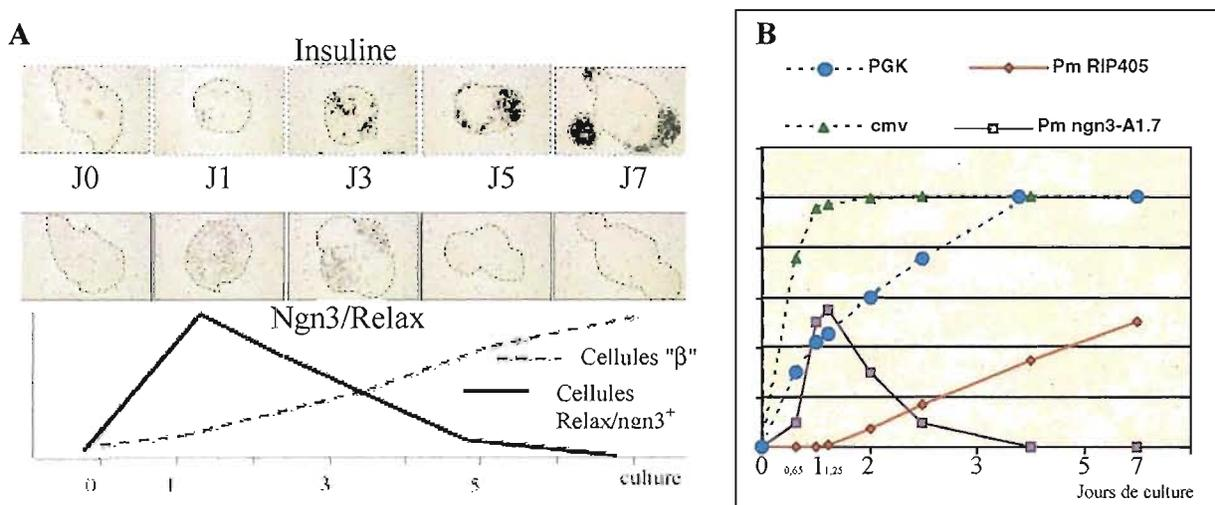 A
Insuline
J0 J1 J3 J5 J7
Ngn3/Relax
Cellules "β"
Cellules
Relax/ngn3+
0 1 3 5 culture
B
PGK Pm RIP405
cmv Pm ngn3-A1.7
0 0,65 1 1,25 2 3 3 7
Jours de culture